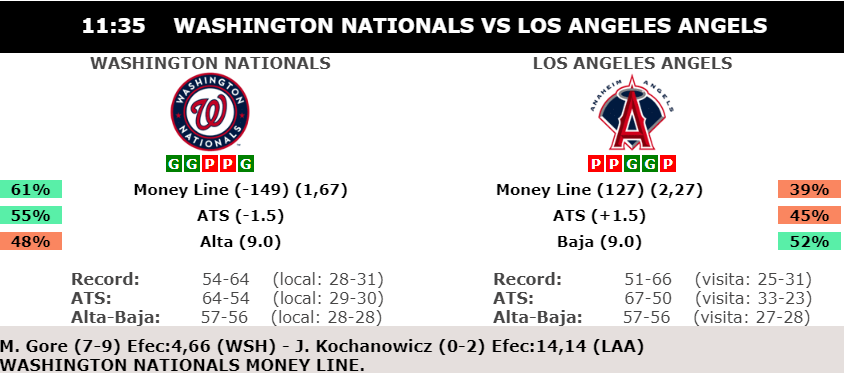 11:35 WASHINGTON NATIONALS VS LOS ANGELES ANGELS
WASHINGTON NATIONALS LOS ANGELES ANGELS
WASHINGTON W NATIONALS ANAHEIM ANGELS A
G G P P G P P G G P
61% Money Line (-149) (1,67) Money Line (127) (2,27) 39%
55% ATS (-1.5) ATS (+1.5) 45%
48% Alta (9.0) Baja (9.0) 52%
Record: 54-64 (local: 28-31) Record: 51-66 (visita: 25-31)
ATS: 64-54 (local: 29-30) ATS: 67-50 (visita: 33-23)
Alta-Baja: 57-56 (local: 28-28) Alta-Baja: 57-56 (visita: 27-28)
M. Gore (7-9) Efec:4,66 (WSH) - J. Kochanowicz (0-2) Efec:14,14 (LAA)
WASHINGTON NATIONALS MONEY LINE.